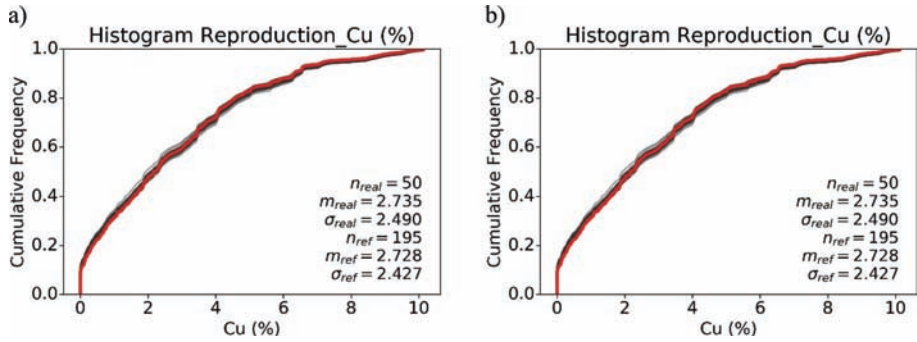 a)
Histogram Reproduction_Cu (%)
Cumulative Frequency
1.0
0.8
0.6
0.4
0.2
0.0
n_real = 50
m_real = 2.735
σ_real = 2.490
n_ref = 195
m_ref = 2.728
σ_ref = 2.427
0 2 4 6 8 10
Cu (%)
b)
Histogram Reproduction_Cu (%)
Cumulative Frequency
1.0
0.8
0.6
0.4
0.2
0.0
n_real = 50
m_real = 2.735
σ_real = 2.490
n_ref = 195
m_ref = 2.728
σ_ref = 2.427
0 2 4 6 8 10
Cu (%)